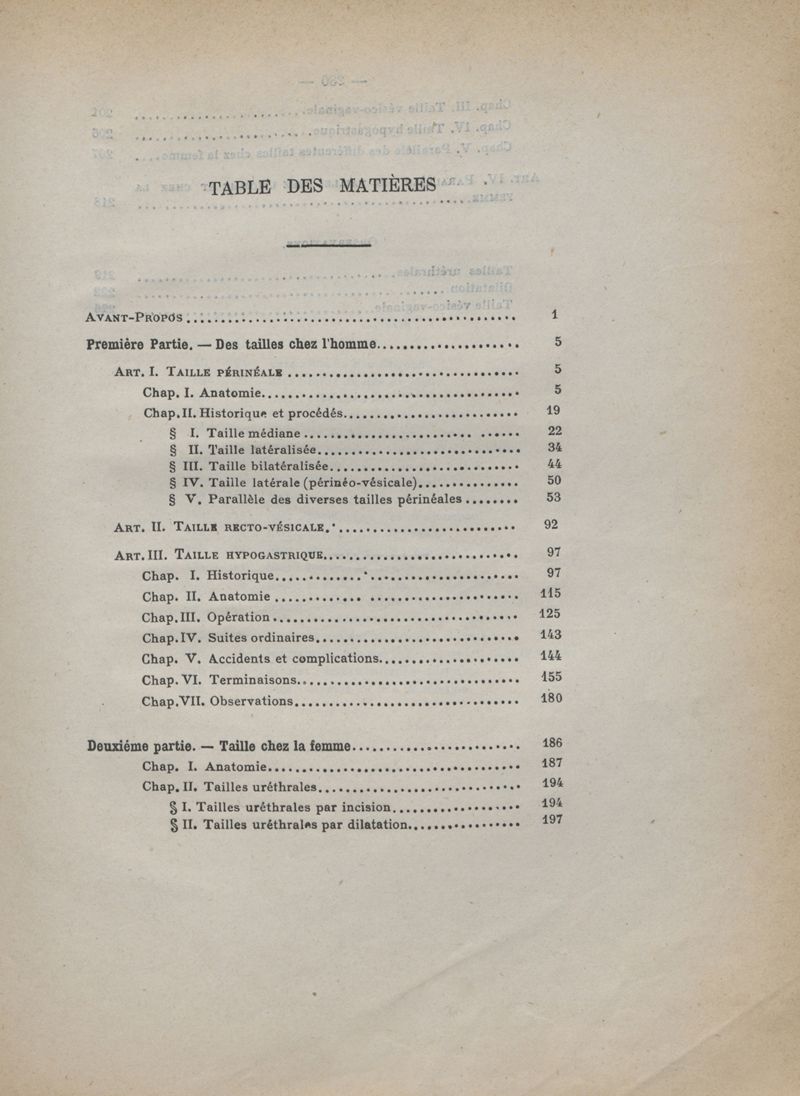 TABLE DES MATIÈRES
AVANT-PROPOS 1
Première Partie. — Des tailles chez l'homme 5
ART. I. TAILLE PÉRINÉALE 5
Chap. I. Anatomie 5
Chap. II. Historique et procédés 19
§ I. Taille médiane 22
§ II. Taille latéralisée 34
§ III. Taille bilatéralisée 44
§ IV. Taille latérale (périnéo-vésicale) 50
§ V. Parallèle des diverses tailles périnéales 53
ART. II. TAILLE RECTO-VÉSICALE. 92
ART. III. TAILLE HYPOGASTRIQUE 97
Chap. I. Historique 97
Chap. II. Anatomie 115
Chap. III. Opération 125
Chap. IV. Suites ordinaires 143
Chap. V. Accidents et complications 144
Chap. VI. Terminaisons 155
Chap. VII. Observations 180
Deuxiéme partie. — Taille chez la femme 186
Chap. I. Anatomie 187
Chap. II. Tailles uréthrales 194
§ I. Tailles uréthrales par incision 194
§ II. Tailles uréthrales par dilatation 197